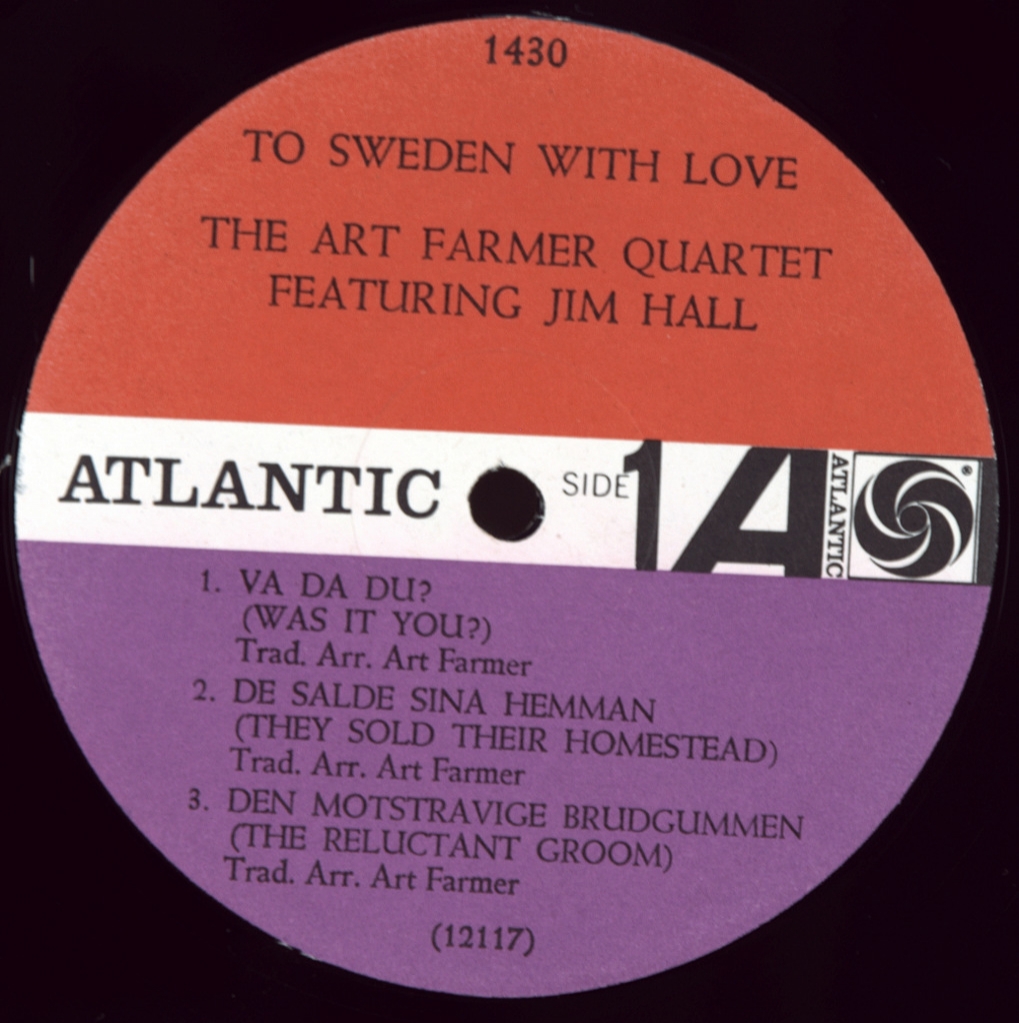 1430
TO SWEDEN WITH LOVE
THE ART FARMER QUARTET
FEATURING JIM HALL
ATLANTIC
SIDE 1
A
ATLANTIC
®
1. VA DA DU?
(WAS IT YOU?)
Trad. Arr. Art Farmer
2. DE SALDE SINA HEMMAN
(THEY SOLD THEIR HOMESTEAD)
Trad. Arr. Art Farmer
3. DEN MOTSTRAVIGE BRUDGUMMEN
(THE RELUCTANT GROOM)
Trad. Arr. Art Farmer
(12117)